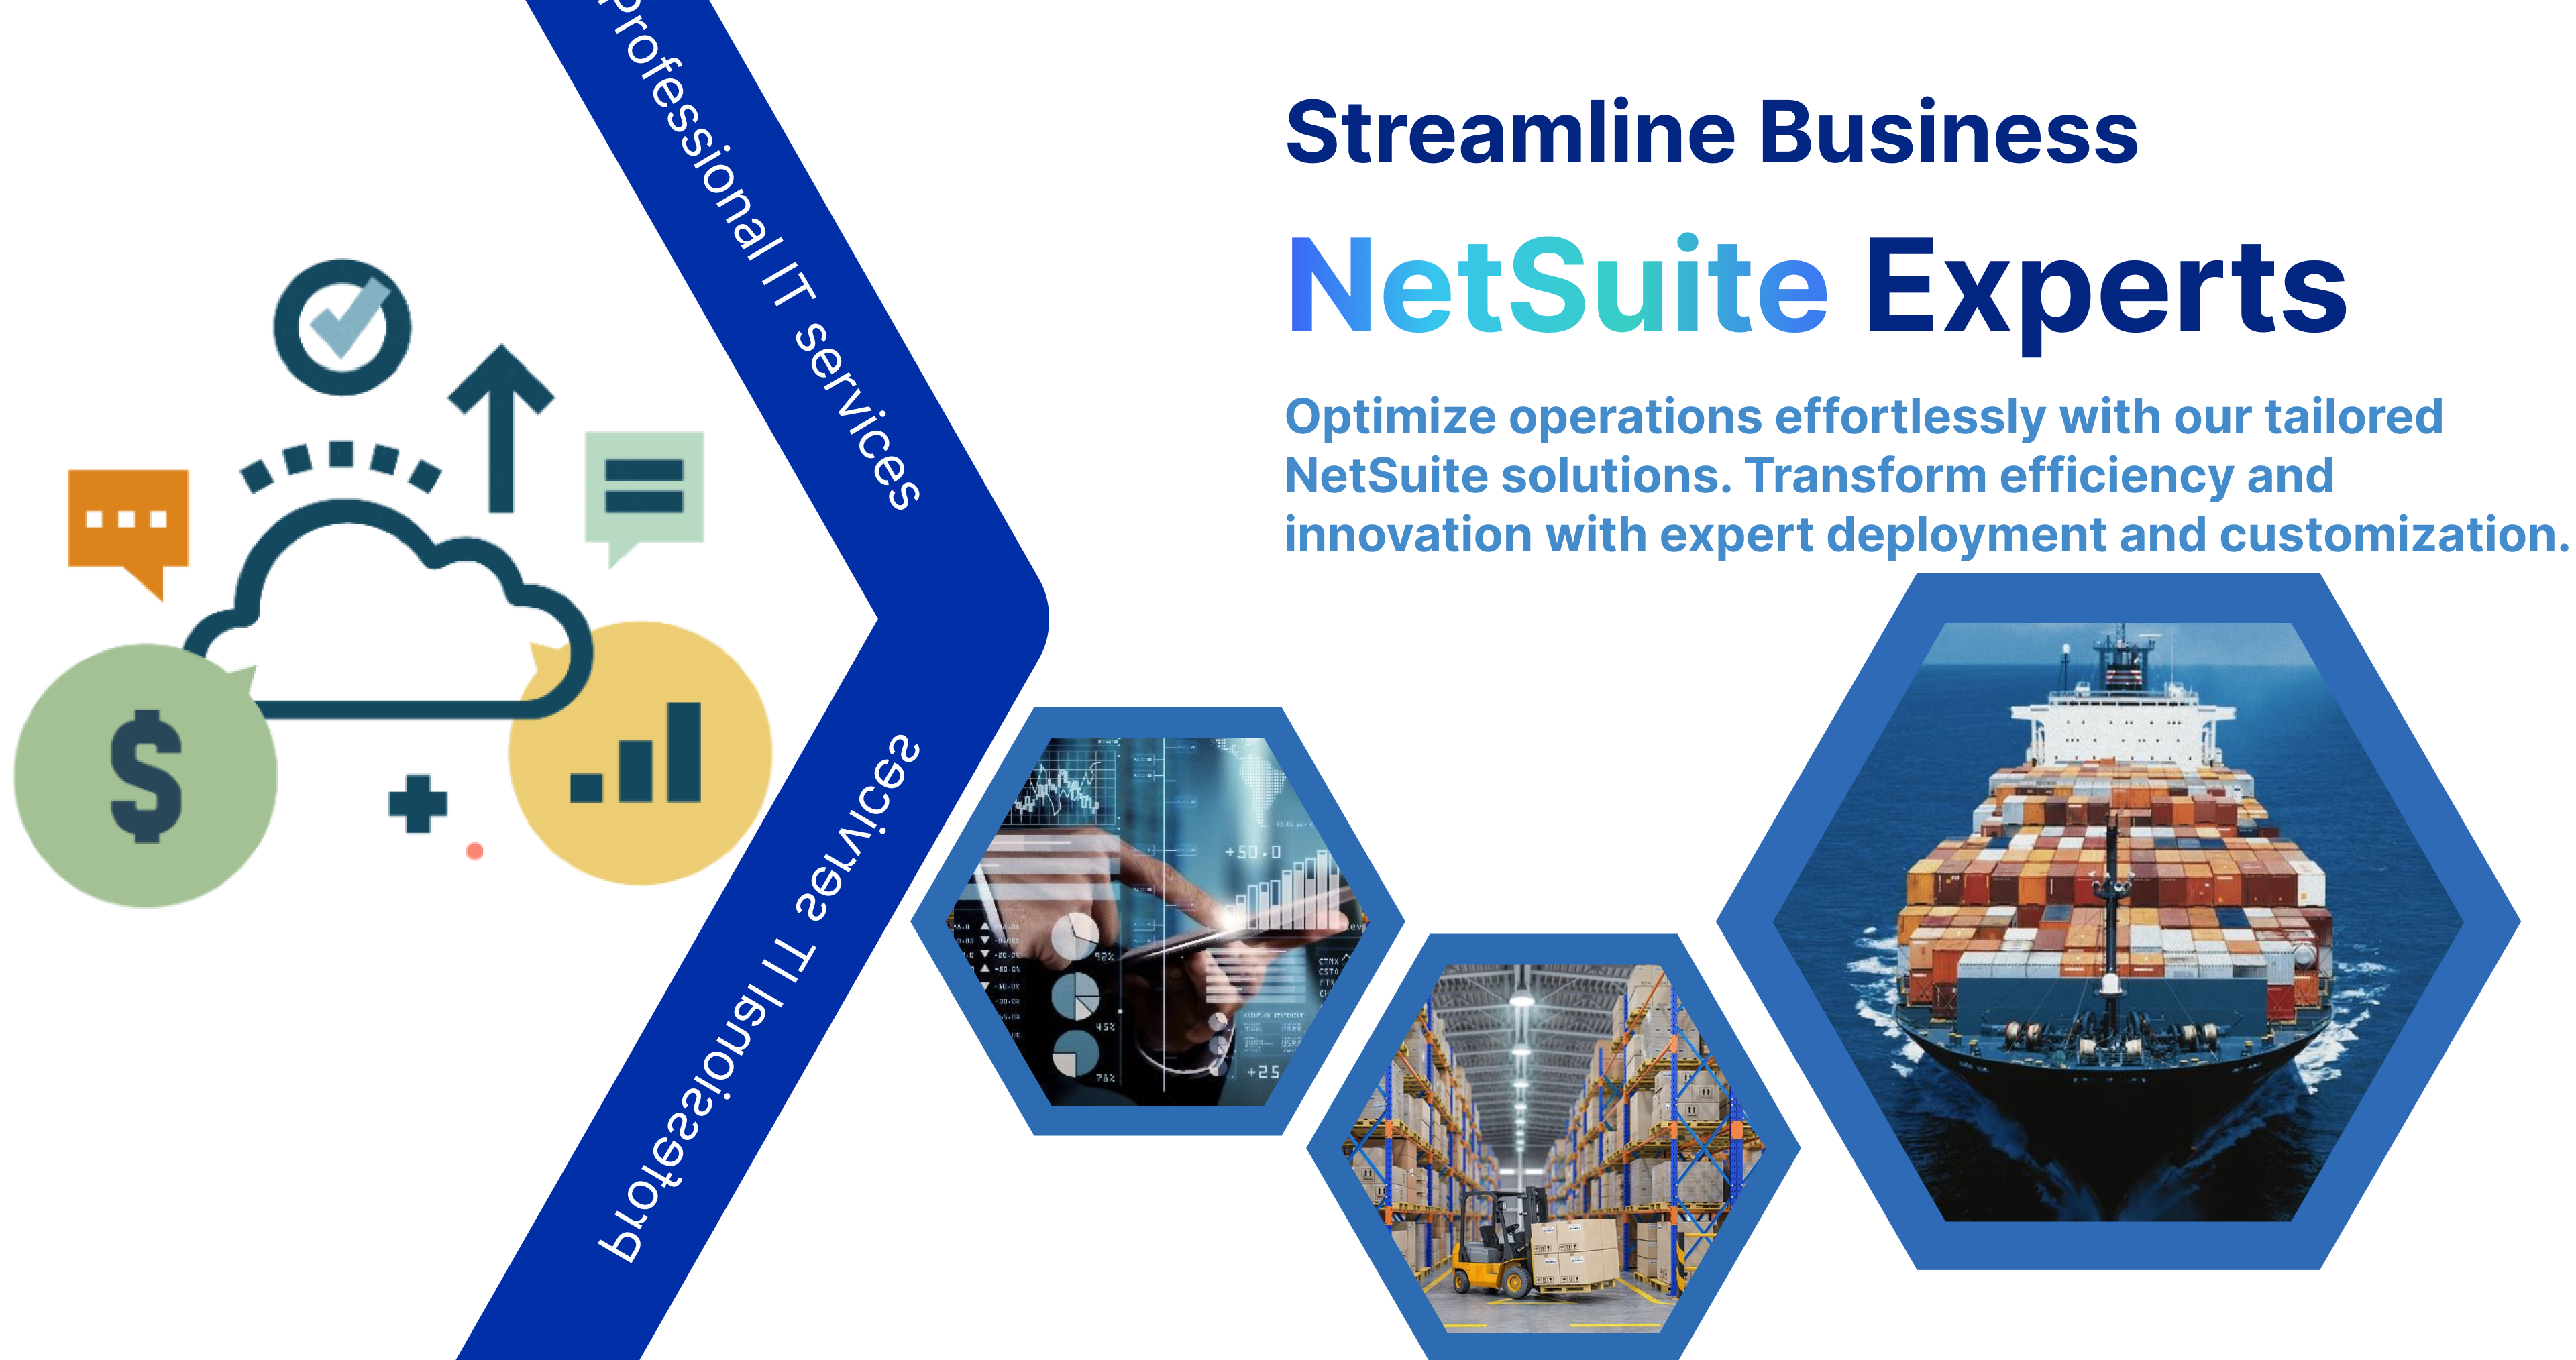 Professional IT services
Streamline Business
NetSuite Experts
Optimize operations effortlessly with our tailored
NetSuite solutions. Transform efficiency and
innovation with expert deployment and customization.
Professional IT services
+50.0
92%
45%
78%
+25